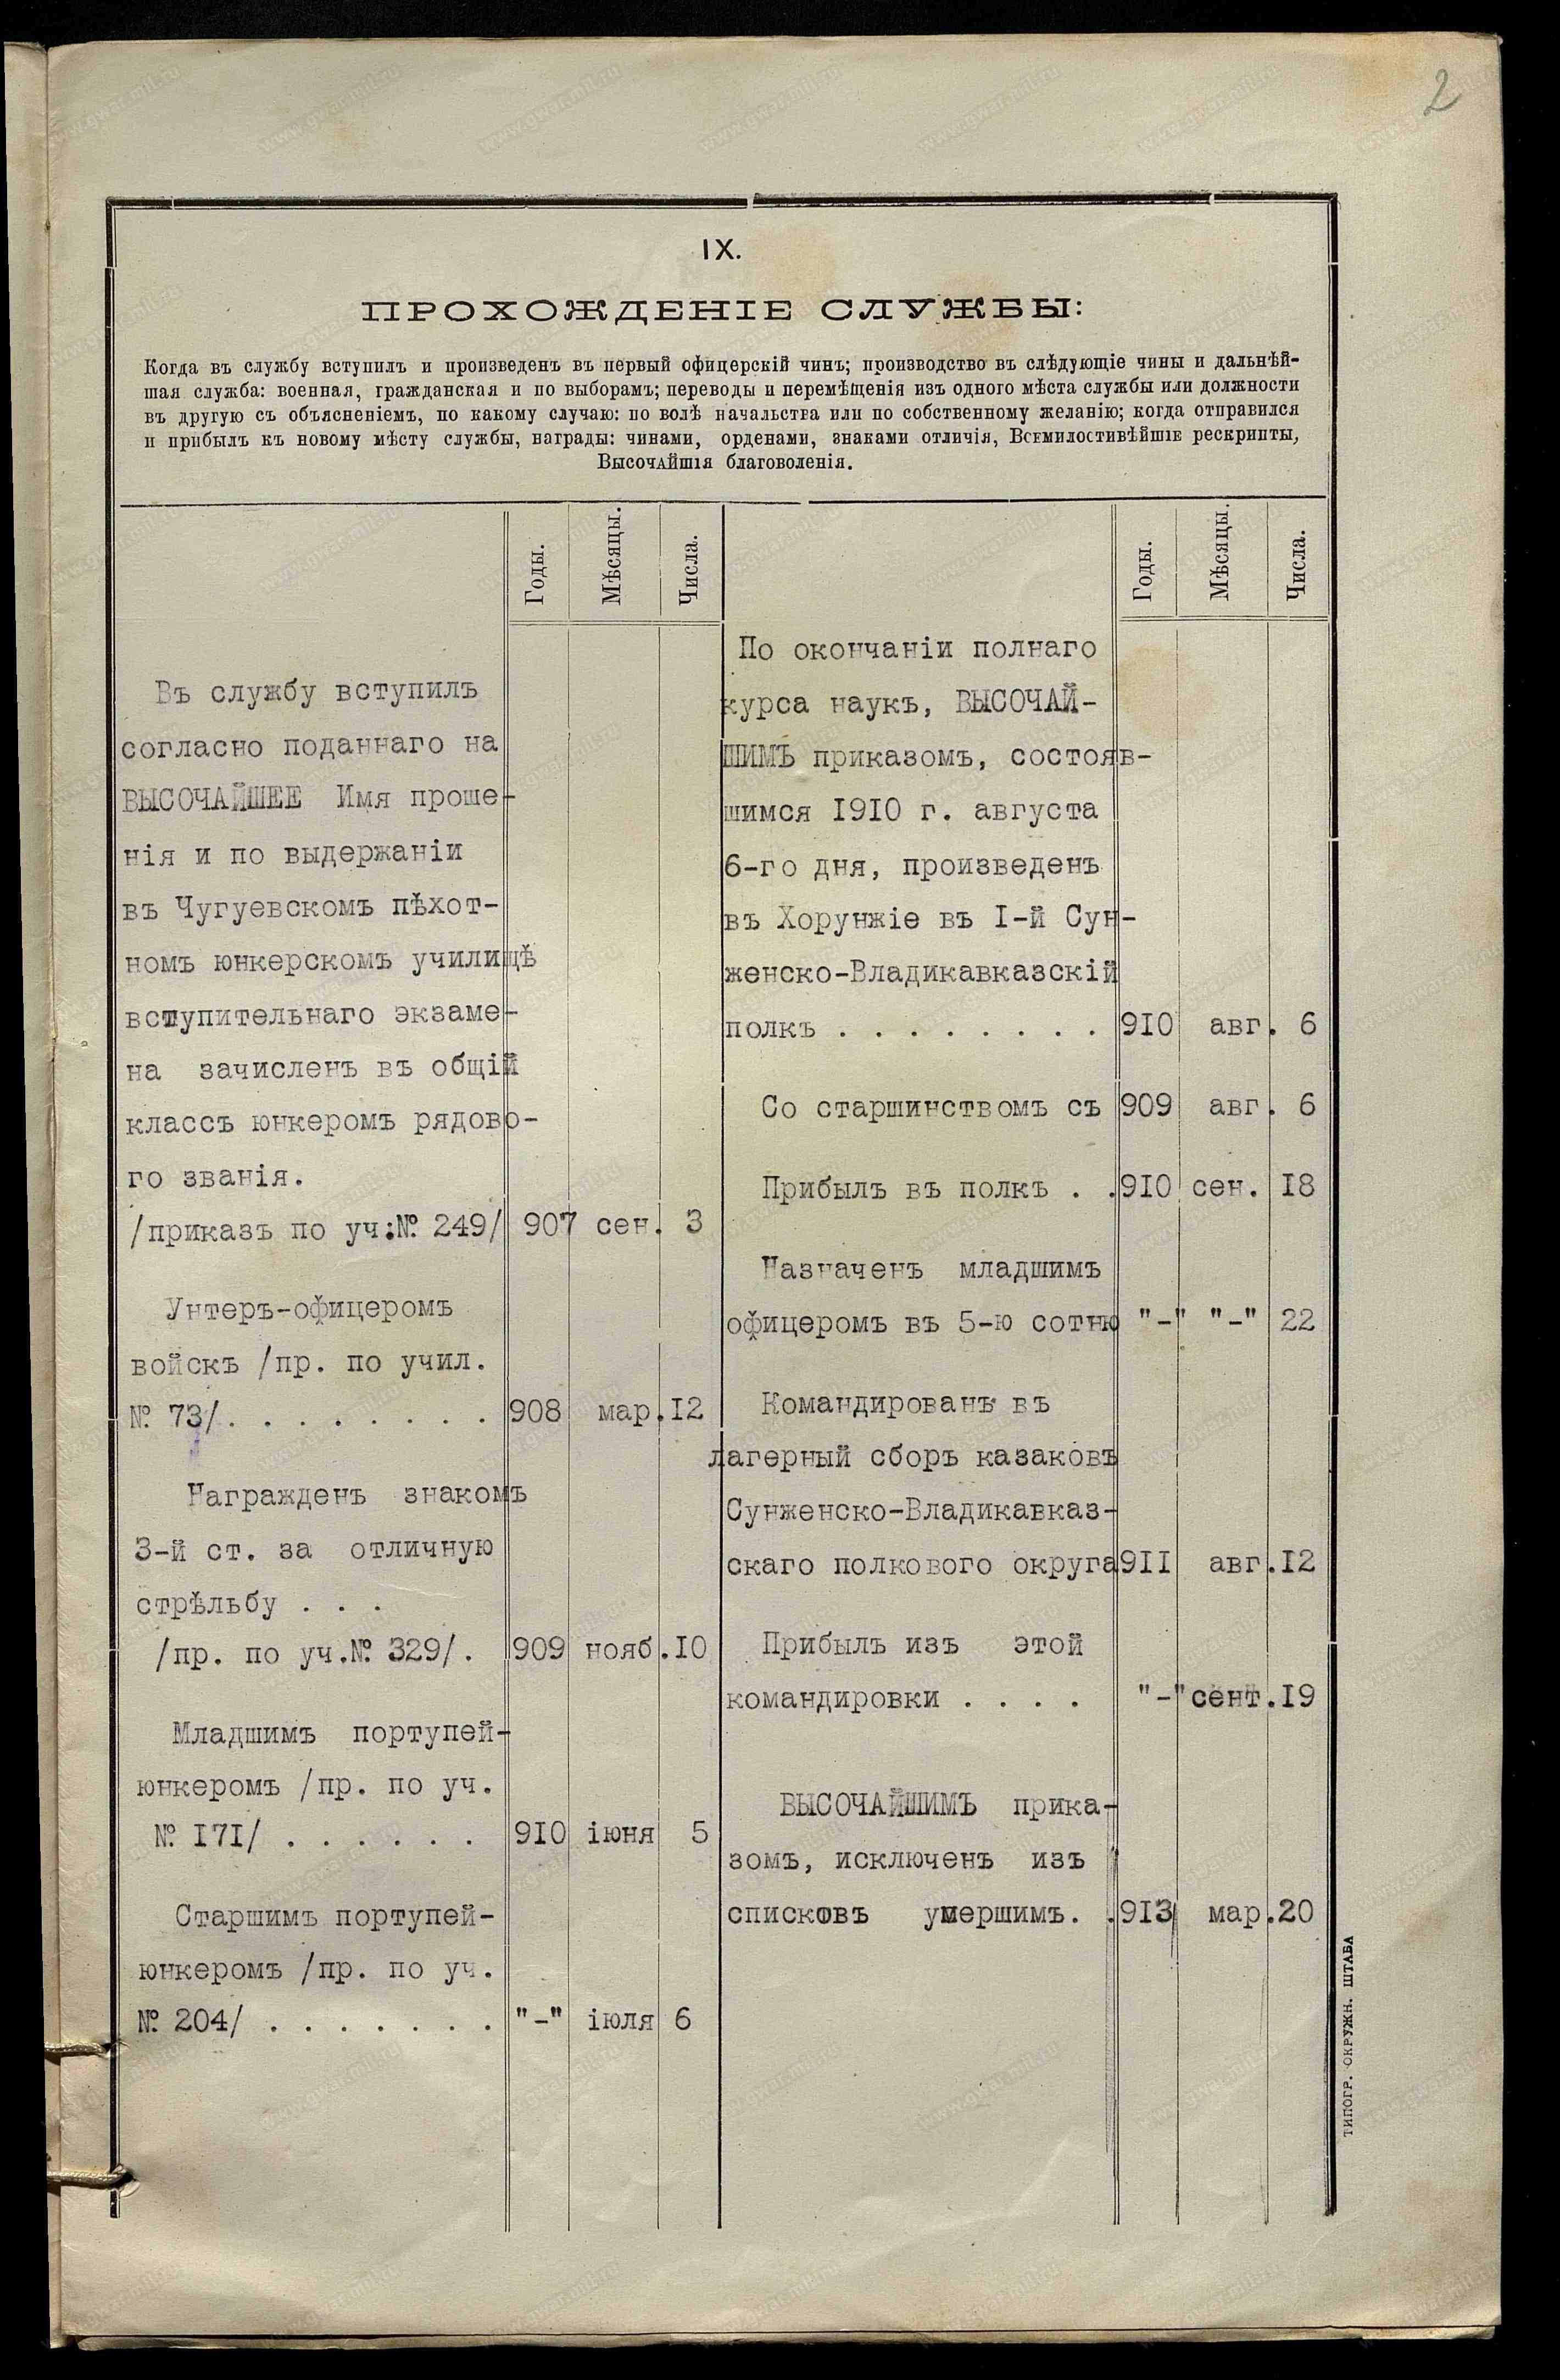 2
IX.
ПРОХОЖДЕНІЕ СЛУЖБЫ:
Когда въ службу вступилъ и произведенъ въ первый офицерскій чинъ; производство въ слѣдующіе чины и дальнѣй-
шая служба: военная, гражданская и по выборамъ; переводы и перемѣщенія изъ одного мѣста службы или должности
въ другую съ объясненіемъ, по какому случаю: по волѣ начальства или по собственному желанію; когда отправился
и прибылъ къ новому мѣсту службы, награды: чинами, орденами, знаками отличія, Всемилостивѣйшіе рескрипты,
Высочайшія благоволенія.
Годы. Мѣсяцы. Числа.
Въ службу вступилъ
согласно поданнаго на
ВЫСОЧАЙШЕЕ Имя проше-
нія и по выдержаніи
въ Чугуевскомъ пѣхот-
номъ юнкерскомъ училищѣ
вступительнаго экзаме-
на зачисленъ въ общій
классъ юнкеромъ рядово-
го званія.
/приказъ по уч.:№ 249/ 907 сен. 3
Унтеръ-офицеромъ
войскъ /пр. по учил.
№ 73/. . . . . . . . 908 мар. 12
Награжденъ знакомъ
3-й ст. за отличную
стрѣльбу . . .
/пр. по уч.№ 329/. 909 нояб. 10
Младшимъ портупей-
юнкеромъ /пр. по уч.
№ 171/ . . . . . . 910 іюня 5
Старшимъ портупей-
юнкеромъ /пр. по уч.
№ 204/ . . . . . . . "-" іюля 6
Годы. Мѣсяцы. Числа.
По окончаніи полнаго
курса наукъ, ВЫСОЧАЙ-
ШИМЪ приказомъ, состояв-
шимся 1910 г. августа
6-го дня, произведенъ
въ Хорунжіе въ I-й Сун-
женско-Владикавказскій
полкъ . . . . . . . . 910 авг. 6
Со старшинствомъ съ 909 авг. 6
Прибылъ въ полкъ . . 910 сен. 18
Назначенъ младшимъ
офицеромъ въ 5-ю сотню "-" "-" 22
Командированъ въ
лагерный сборъ казаковъ
Сунженско-Владикавказ-
скаго полкового округа 911 авг. 12
Прибылъ изъ этой
командировки . . . . "-" сент. 19
ВЫСОЧАЙШИМЪ прика-
зомъ, исключенъ изъ
списковъ умершимъ. . 913 мар. 20
ТИПОГР. ОКРУЖН. ШТАБА
www.gwar.mil.ru